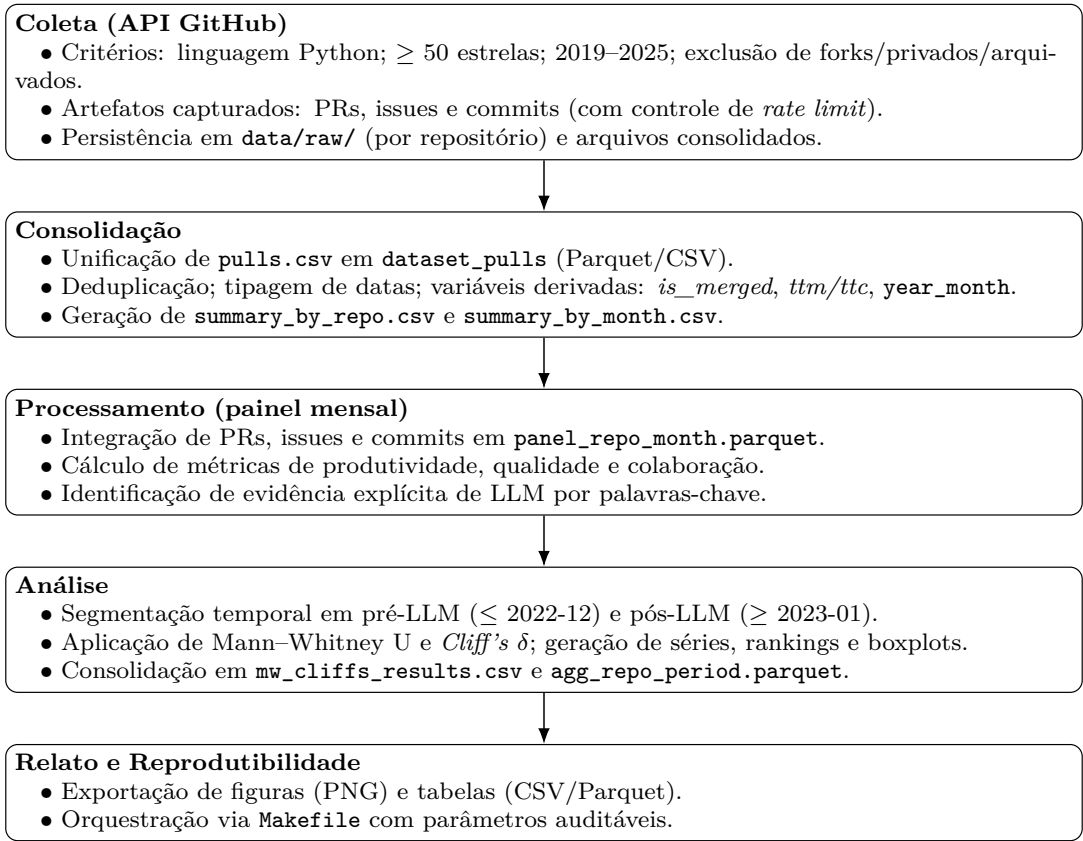 Coleta (API GitHub)
• Critérios: linguagem Python; ≥ 50 estrelas; 2019–2025; exclusão de forks/privados/arqui-
vados.
• Artefatos capturados: PRs, issues e commits (com controle de rate limit).
• Persistência em data/raw/ (por repositório) e arquivos consolidados.
Consolidação
• Unificação de pulls.csv em dataset_pulls (Parquet/CSV).
• Deduplicação; tipagem de datas; variáveis derivadas: is_merged, ttm/ttc, year_month.
• Geração de summary_by_repo.csv e summary_by_month.csv.
Processamento (painel mensal)
• Integração de PRs, issues e commits em panel_repo_month.parquet.
• Cálculo de métricas de produtividade, qualidade e colaboração.
• Identificação de evidência explícita de LLM por palavras-chave.
Análise
• Segmentação temporal em pré-LLM (≤ 2022-12) e pós-LLM (≥ 2023-01).
• Aplicação de Mann–Whitney U e Cliff's δ; geração de séries, rankings e boxplots.
• Consolidação em mw_cliffs_results.csv e agg_repo_period.parquet.
Relato e Reprodutibilidade
• Exportação de figuras (PNG) e tabelas (CSV/Parquet).
• Orquestração via Makefile com parâmetros auditáveis.